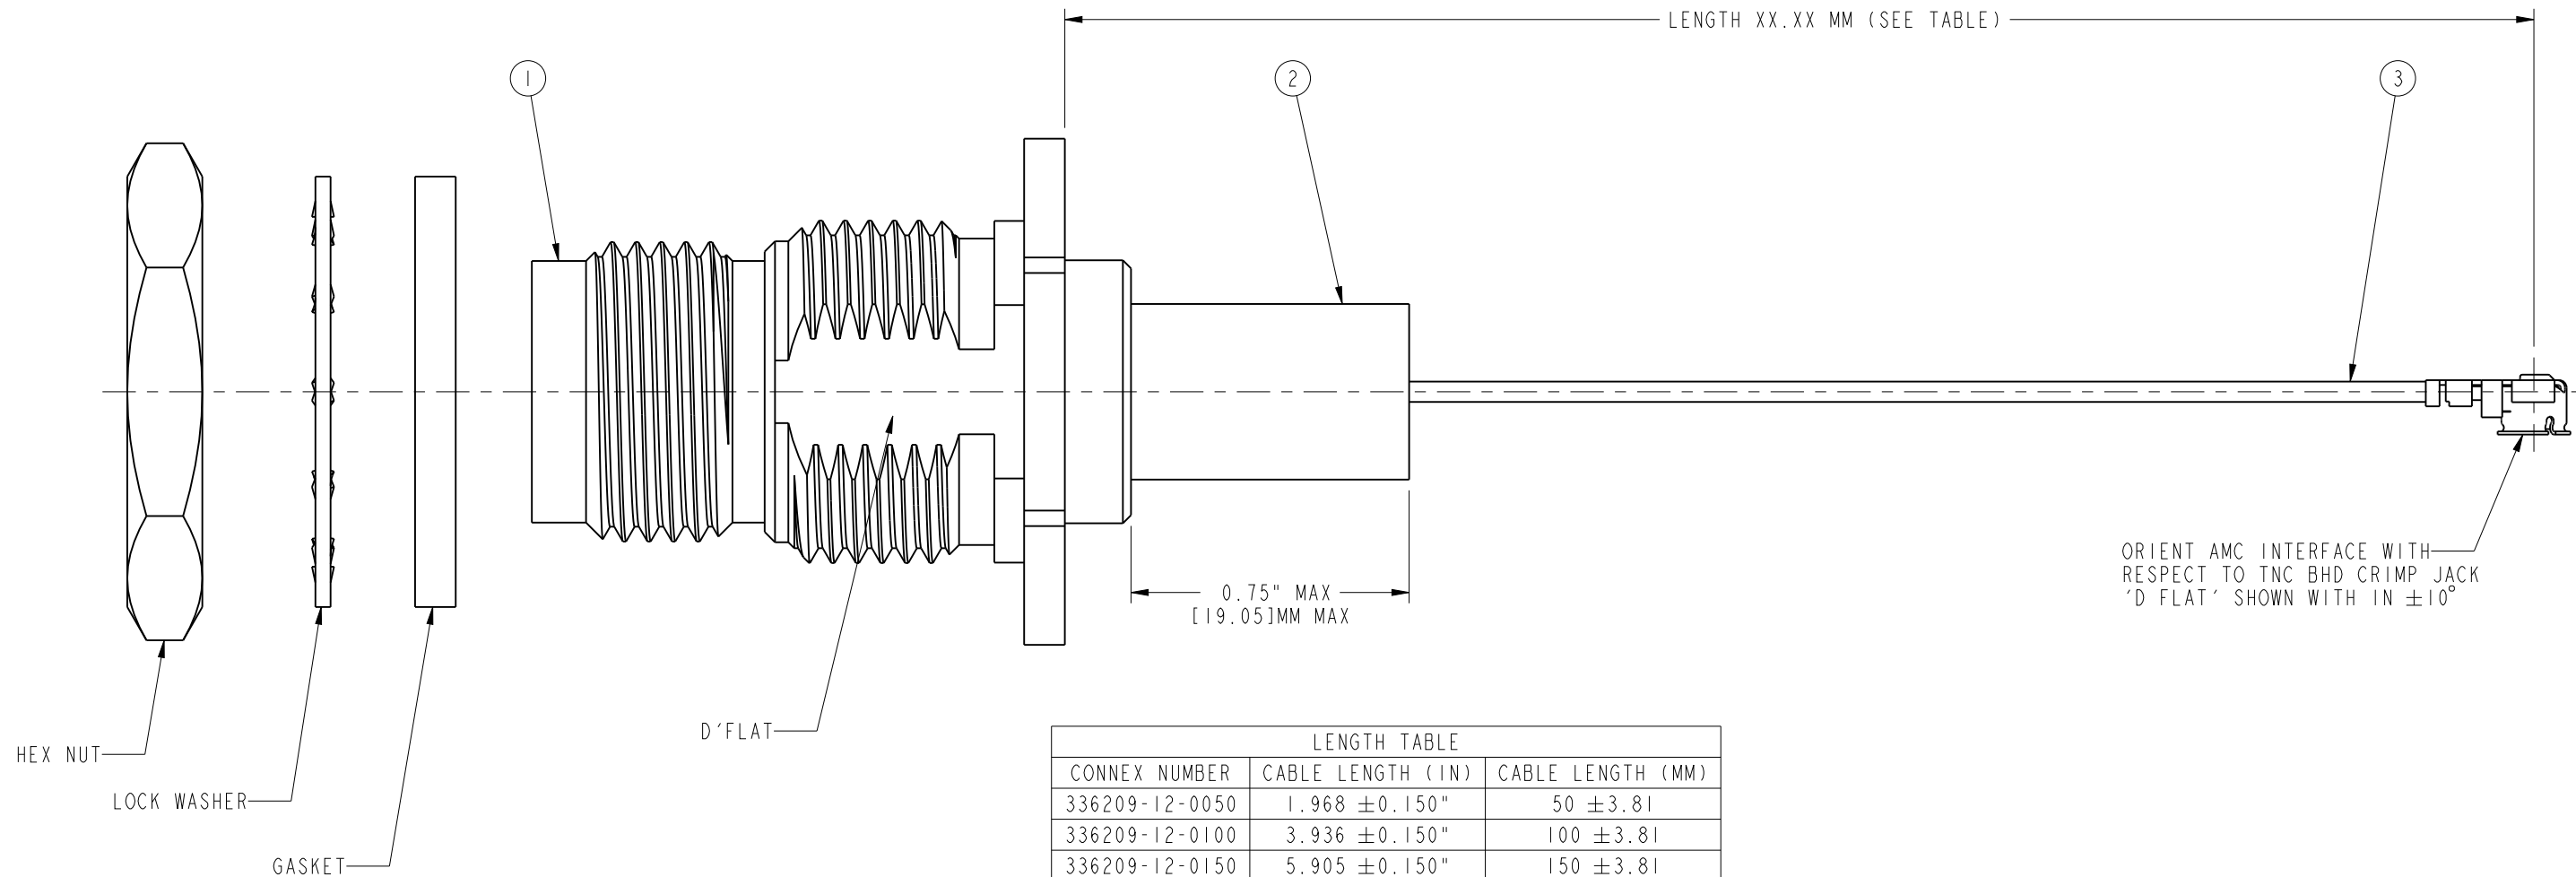 LENGTH XX.XX MM (SEE TABLE)
1
2
3
ORIENT AMC INTERFACE WITH
RESPECT TO TNC BHD CRIMP JACK
'D FLAT' SHOWN WITH IN ±10°
0.75" MAX
[19.05]MM MAX
D'FLAT
HEX NUT
LOCK WASHER
GASKET
LENGTH TABLE
CONNEX NUMBER CABLE LENGTH (IN) CABLE LENGTH (MM)
336209-12-0050 1.968 ±0.150" 50 ±3.81
336209-12-0100 3.936 ±0.150" 100 ±3.81
336209-12-0150 5.905 ±0.150" 150 ±3.81